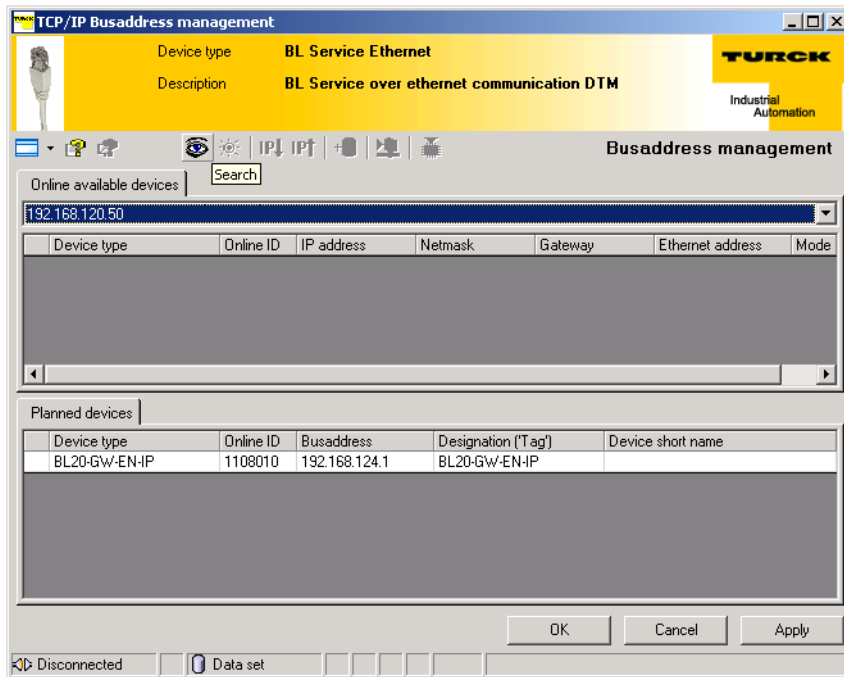 TCP/IP Busaddress management
Device type BL Service Ethernet
Description BL Service over ethernet communication DTM
TURCK
Industrial
Automation
IP IP Busaddress management
Search
Online available devices
192.168.120.50
Device type Online ID IP address Netmask Gateway Ethernet address Mode
Planned devices
Device type Online ID Busaddress Designation ('Tag') Device short name
BL20-GW-EN-IP 1108010 192.168.124.1 BL20-GW-EN-IP
OK Cancel Apply
Disconnected Data set